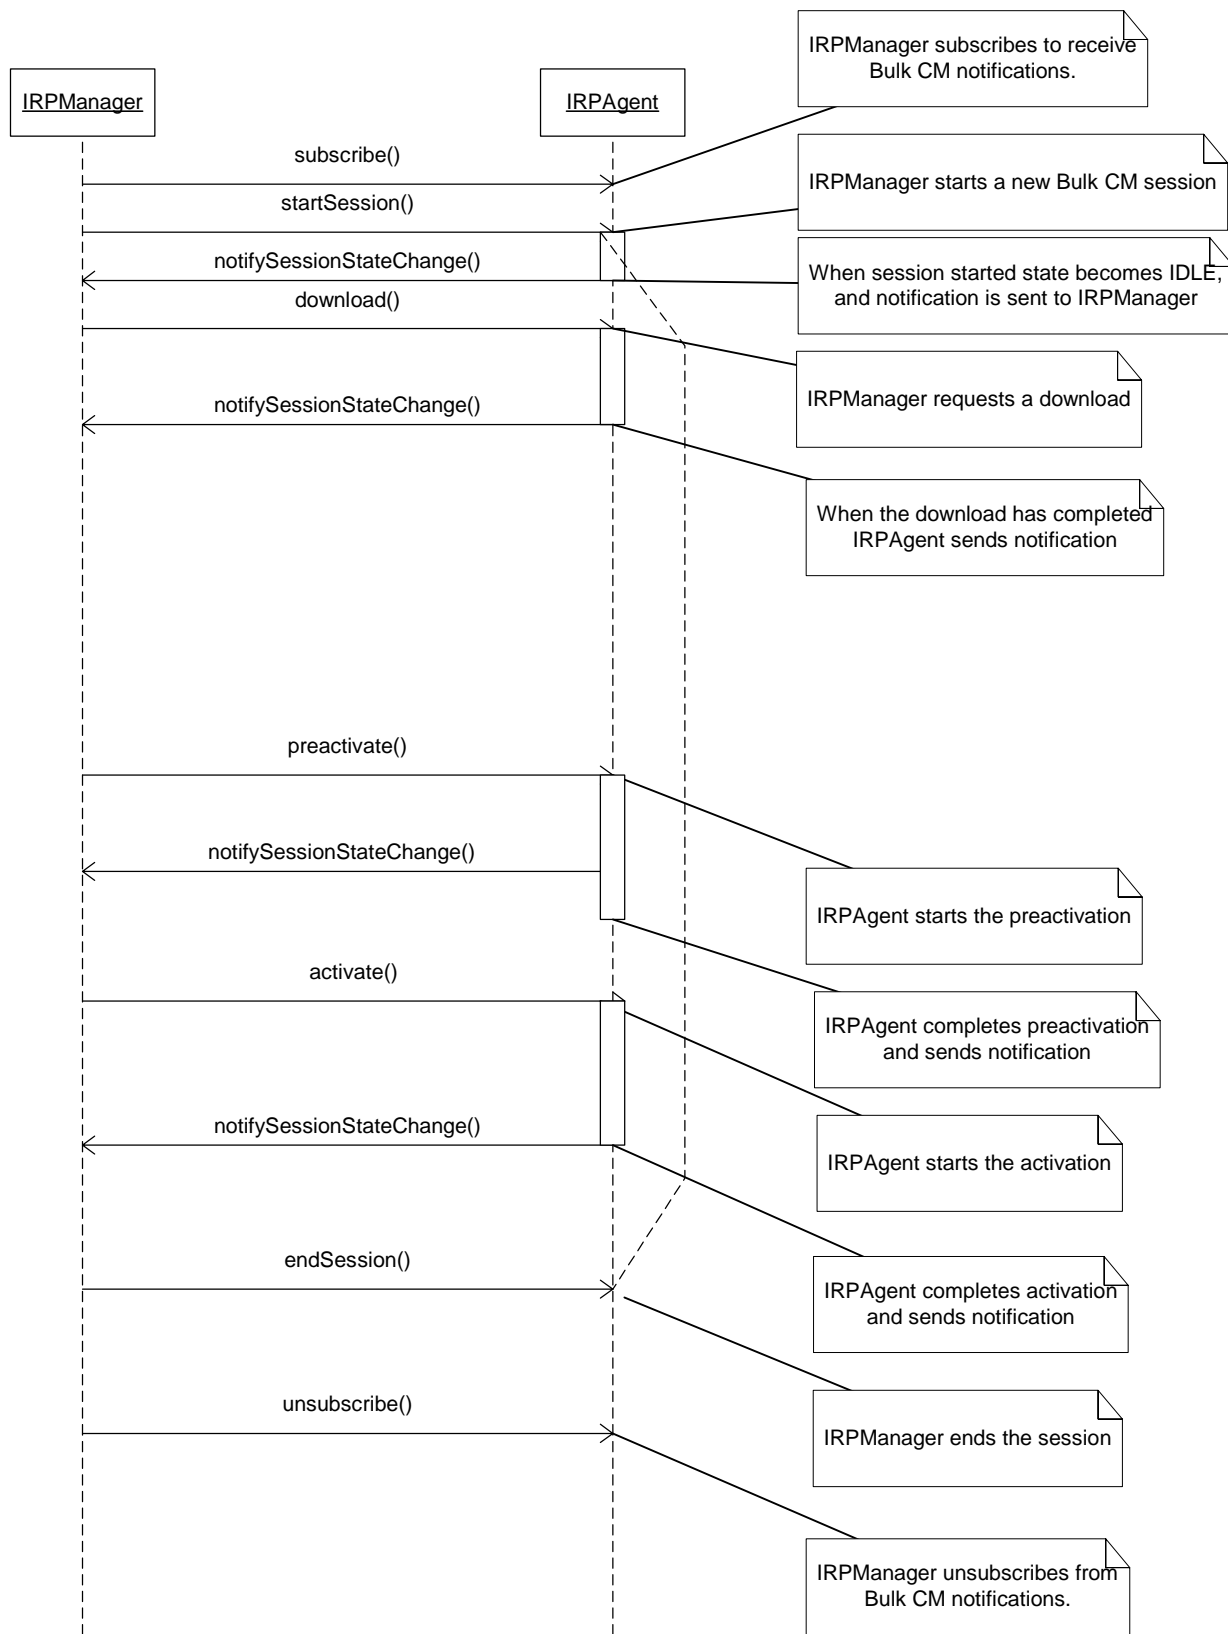 IRPManager subscribes to receive
Bulk CM notifications.
IRPManager
IRPAgent
subscribe()
IRPManager starts a new Bulk CM session
startSession()
notifySessionStateChange()
When session started state becomes IDLE,
and notification is sent to IRPManager
download()
IRPManager requests a download
notifySessionStateChange()
When the download has completed
IRPAgent sends notification
preactivate()
notifySessionStateChange()
IRPAgent starts the preactivation
activate()
IRPAgent completes preactivation
and sends notification
notifySessionStateChange()
IRPAgent starts the activation
endSession()
IRPAgent completes activation
and sends notification
unsubscribe()
IRPManager ends the session
IRPManager unsubscribes from
Bulk CM notifications.